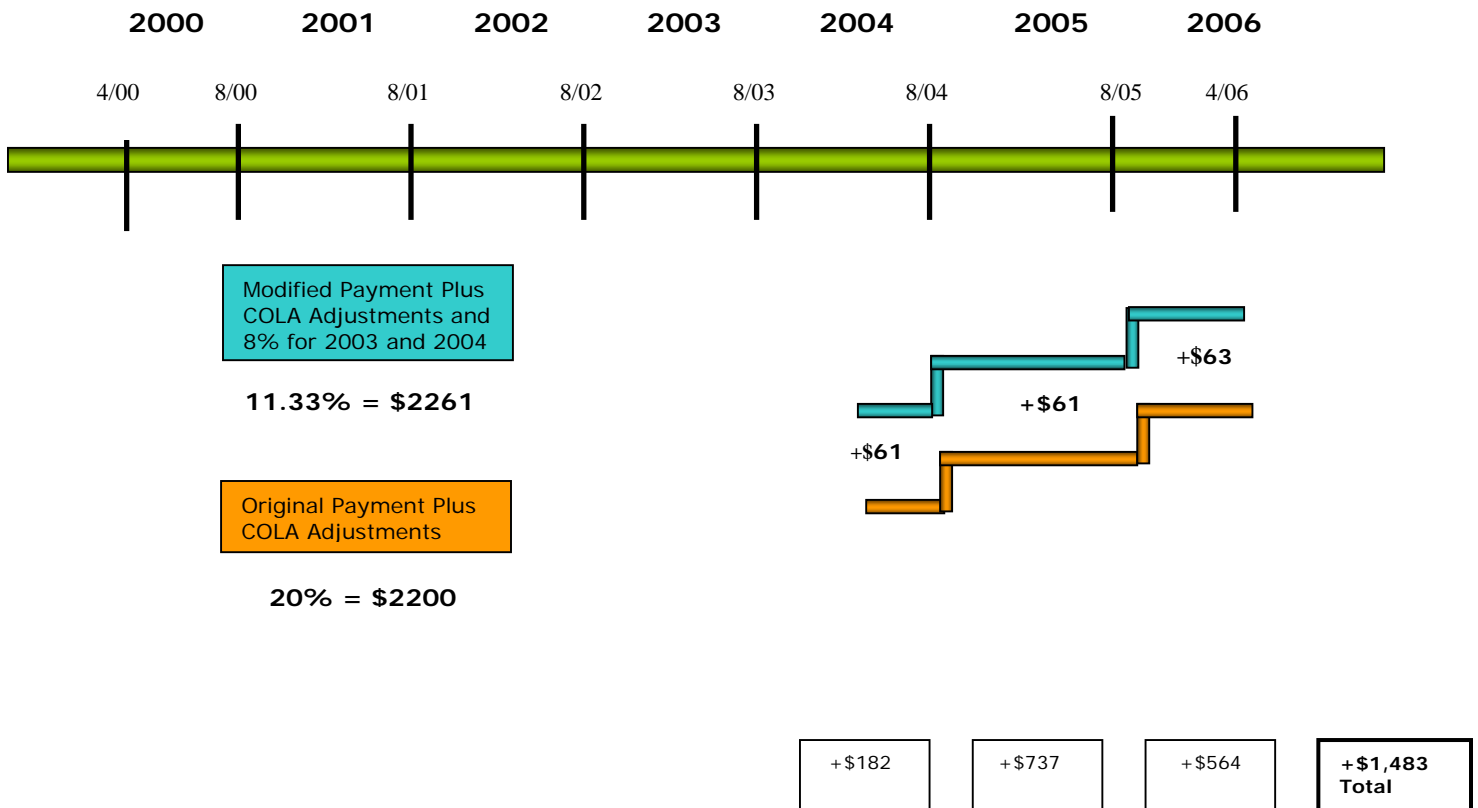 2000 2001 2002 2003 2004 2005 2006
4/00 8/00 8/01 8/02 8/03 8/04 8/05 4/06
Modified Payment Plus
COLA Adjustments and
8% for 2003 and 2004
11.33% = $2261
+$63
+$61
+$61
Original Payment Plus
COLA Adjustments
20% = $2200
+$182 +$737 +$564 +$1,483
Total